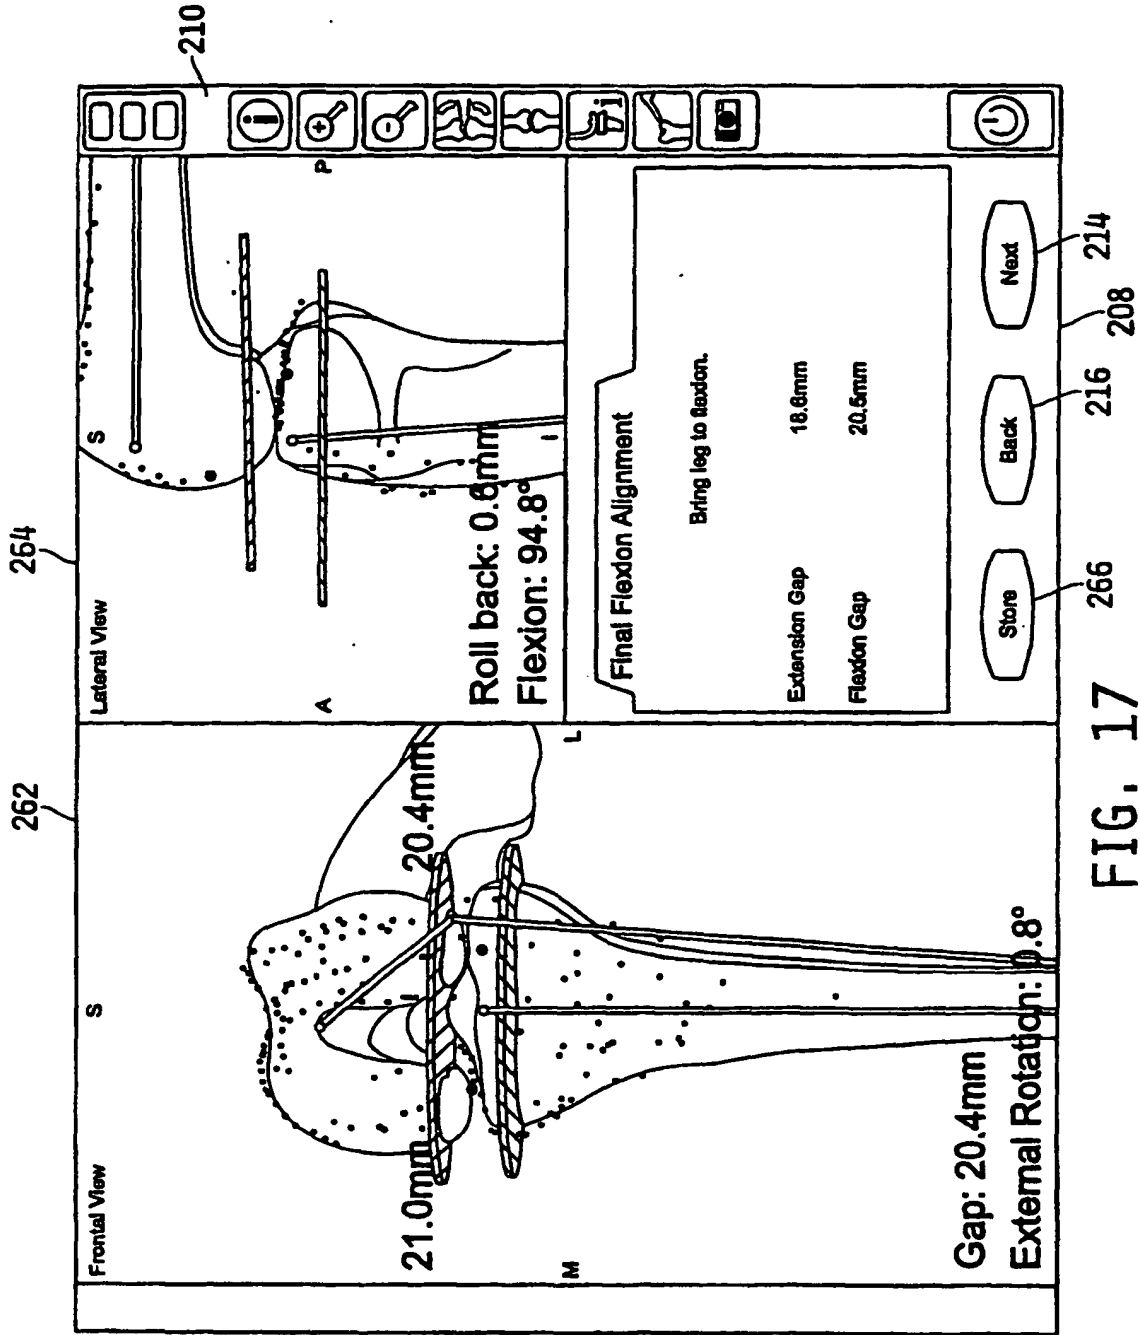 262
264
210
Frontal View
S
21.0mm
20.4mm
M
L
Gap: 20.4mm
External Rotation: 0.8°
Lateral View
S
A
P
I
Roll back: 0.6mm
Flexion: 94.8°
Final Flexion Alignment
Bring leg to flexion.
Extension Gap 18.6mm
Flexion Gap 20.5mm
Store
Back
Next
266
216
208
214
FIG. 17